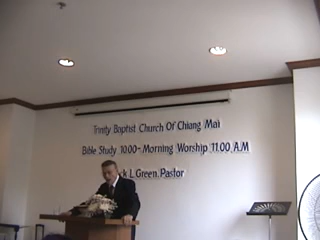 Trinity Baptist Church Of Chiang Mai
Bible Study 10:00- Morning Worship 11:00 A.M
L.Green.Pastor